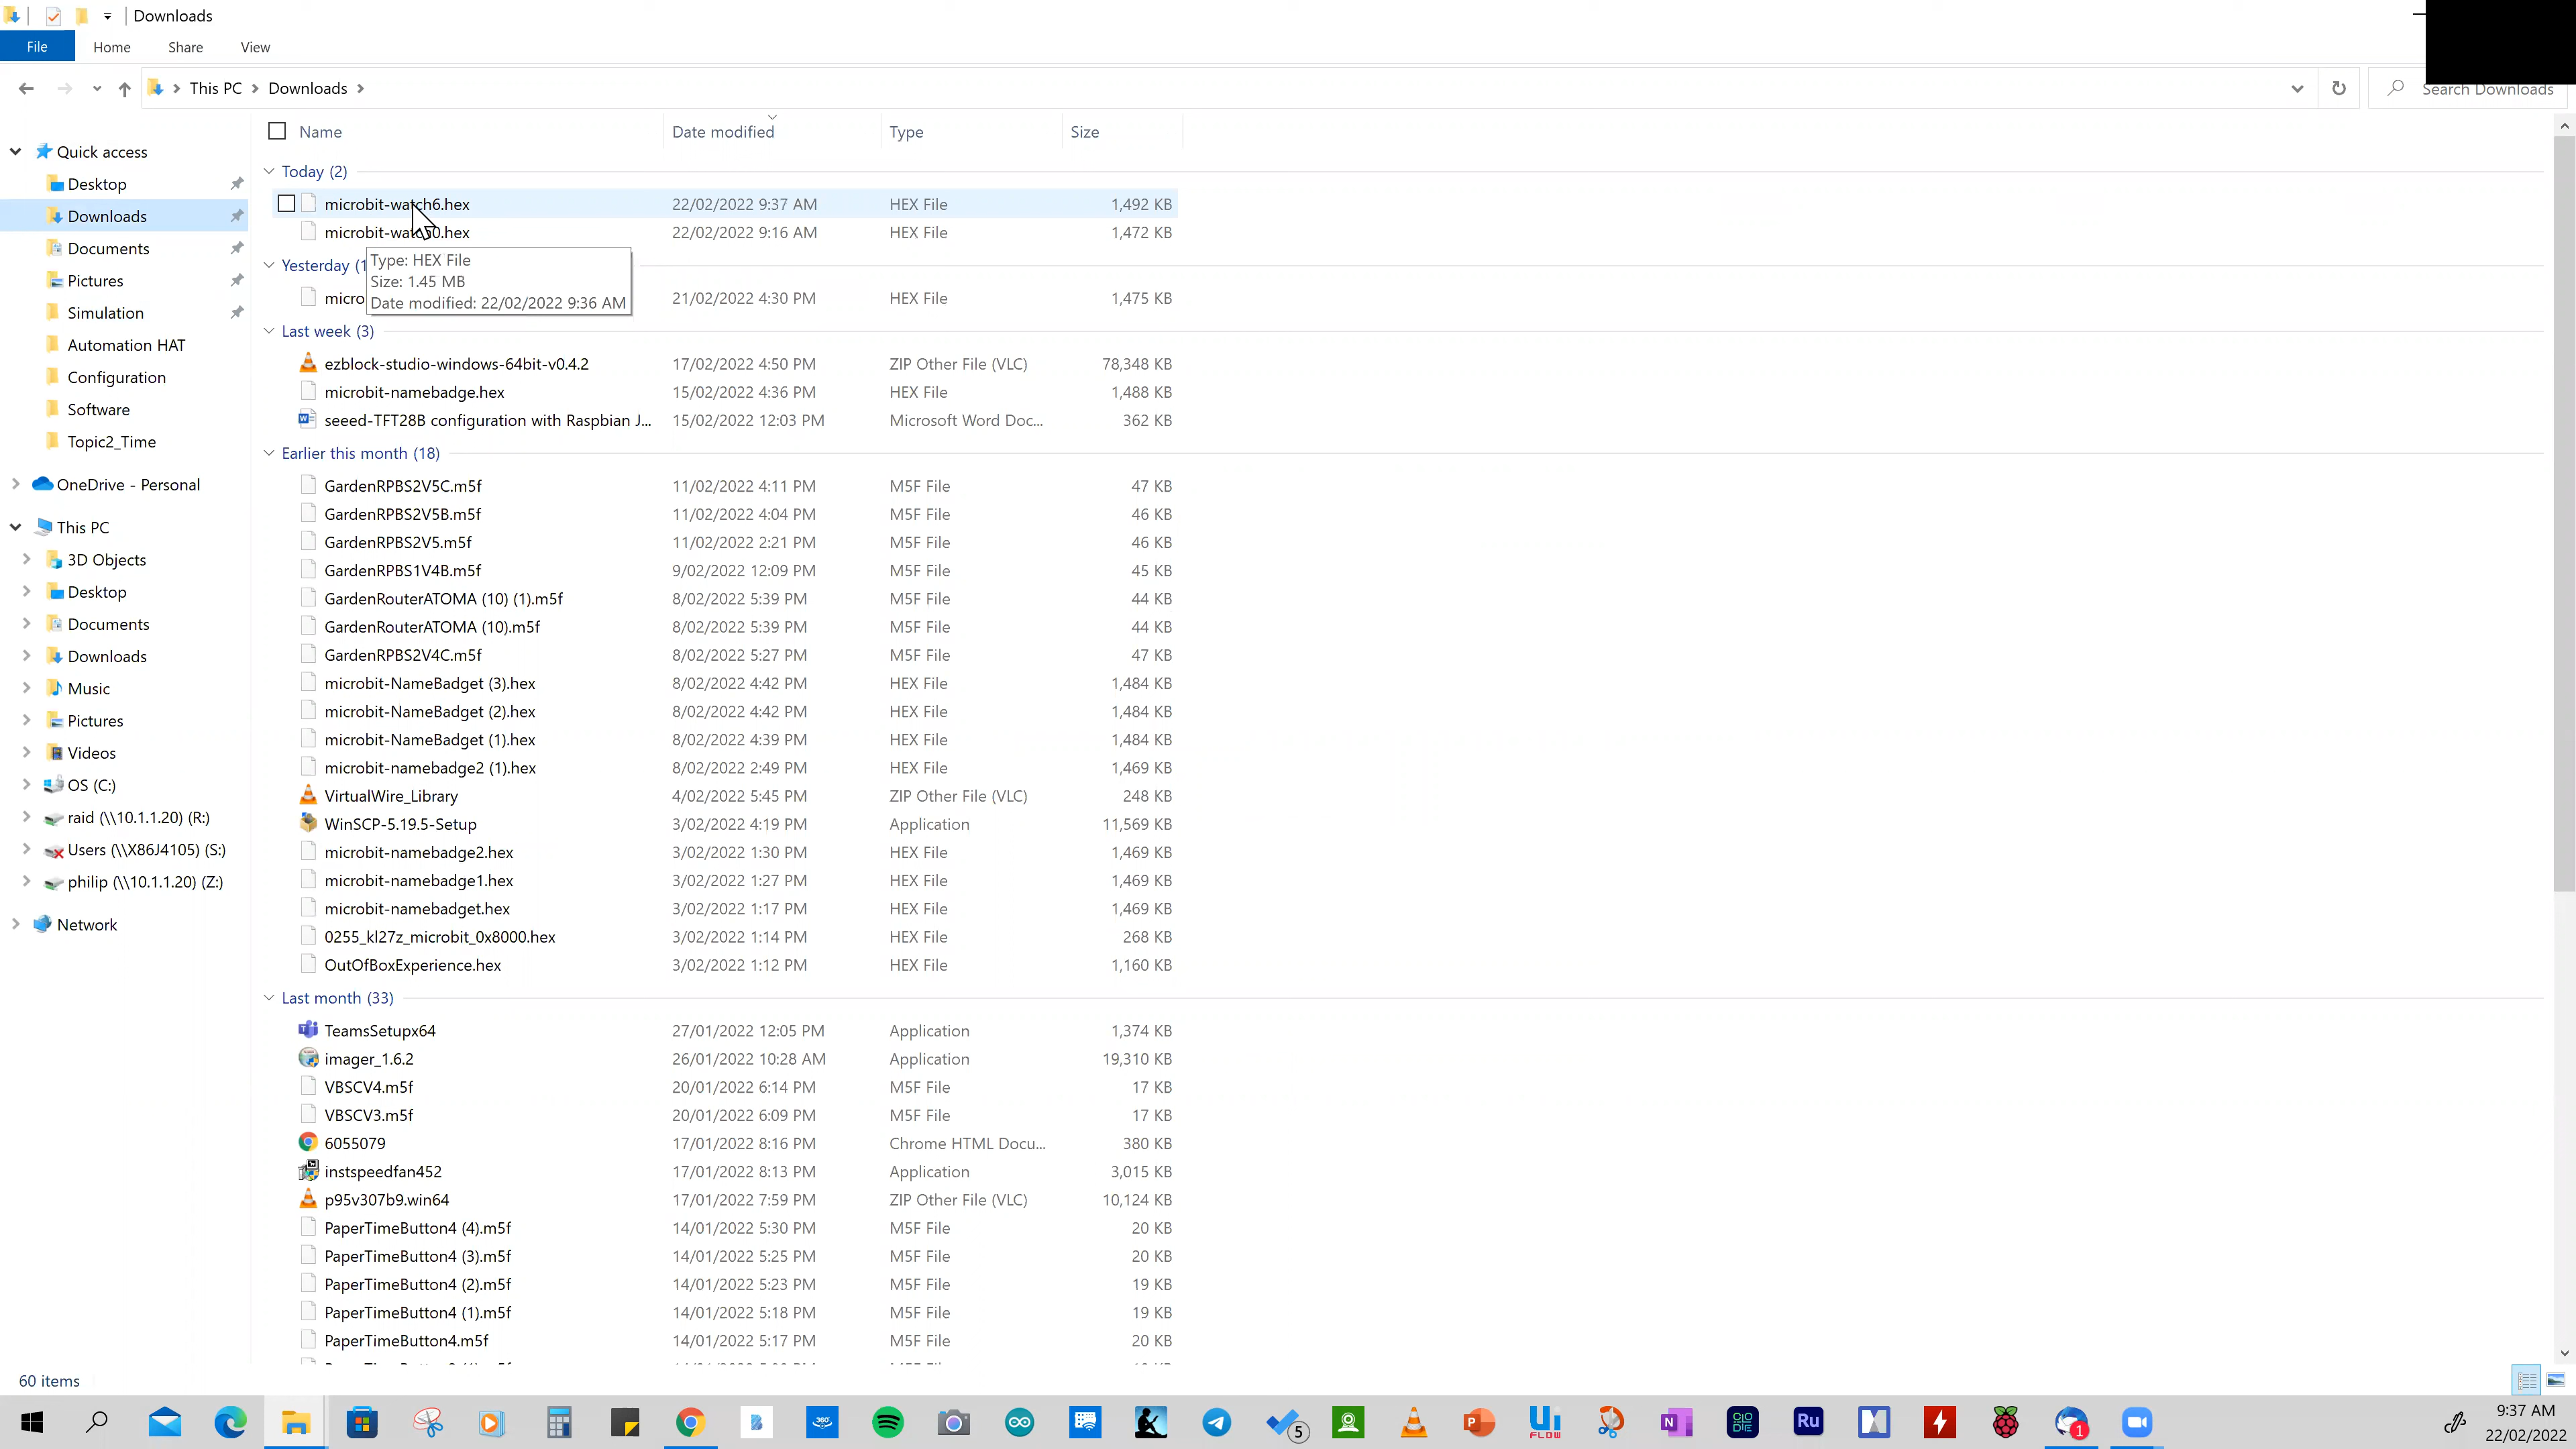 Downloads
File Home Share View
This PC > Downloads >
Search Downloads
Name Date modified Type Size
Quick access
Desktop
Downloads
Documents
Pictures
Simulation
Automation HAT
Configuration
Software
Topic2_Time
OneDrive - Personal
This PC
3D Objects
Desktop
Documents
Downloads
Music
Pictures
Videos
OS (C:)
raid (\\10.1.1.20) (R:)
Users (\\X86J4105) (S:)
philip (\\10.1.1.20) (Z:)
Network
Today (2)
microbit-watch6.hex 22/02/2022 9:37 AM HEX File 1,492 KB
22/02/2022 9:16 AM HEX File 1,472 KB
Type: HEX File
Size: 1.45 MB
Date modified: 22/02/2022 9:36 AM
Yesterday
21/02/2022 4:30 PM HEX File 1,475 KB
Last week (3)
ezblock-studio-windows-64bit-v0.4.2 17/02/2022 4:50 PM ZIP Other File (VLC) 78,348 KB
microbit-namebadge.hex 15/02/2022 4:36 PM HEX File 1,488 KB
seeed-TFT28B configuration with Raspbian J... 15/02/2022 12:03 PM Microsoft Word Doc... 362 KB
Earlier this month (18)
GardenRPBS2V5C.m5f 11/02/2022 4:11 PM M5F File 47 KB
GardenRPBS2V5B.m5f 11/02/2022 4:04 PM M5F File 46 KB
GardenRPBS2V5.m5f 11/02/2022 2:21 PM M5F File 46 KB
GardenRPBS1V4B.m5f 9/02/2022 12:09 PM M5F File 45 KB
GardenRouterATOMA (10) (1).m5f 8/02/2022 5:39 PM M5F File 44 KB
GardenRouterATOMA (10).m5f 8/02/2022 5:39 PM M5F File 44 KB
GardenRPBS2V4C.m5f 8/02/2022 5:27 PM M5F File 47 KB
microbit-NameBadget (3).hex 8/02/2022 4:42 PM HEX File 1,484 KB
microbit-NameBadget (2).hex 8/02/2022 4:42 PM HEX File 1,484 KB
microbit-NameBadget (1).hex 8/02/2022 4:39 PM HEX File 1,484 KB
microbit-namebadge2 (1).hex 8/02/2022 2:49 PM HEX File 1,469 KB
VirtualWire_Library 4/02/2022 5:45 PM ZIP Other File (VLC) 248 KB
WinSCP-5.19.5-Setup 3/02/2022 4:19 PM Application 11,569 KB
microbit-namebadge2.hex 3/02/2022 1:30 PM HEX File 1,469 KB
microbit-namebadge1.hex 3/02/2022 1:27 PM HEX File 1,469 KB
microbit-namebadget.hex 3/02/2022 1:17 PM HEX File 1,469 KB
0255_kl27z_microbit_0x8000.hex 3/02/2022 1:14 PM HEX File 268 KB
OutOfBoxExperience.hex 3/02/2022 1:12 PM HEX File 1,160 KB
Last month (33)
TeamsSetupx64 27/01/2022 12:05 PM Application 1,374 KB
imager_1.6.2 26/01/2022 10:28 AM Application 19,310 KB
VBSCV4.m5f 20/01/2022 6:14 PM M5F File 17 KB
VBSCV3.m5f 20/01/2022 6:09 PM M5F File 17 KB
6055079 17/01/2022 8:16 PM Chrome HTML Docu... 380 KB
instspeedfan452 17/01/2022 8:13 PM Application 3,015 KB
p95v307b9.win64 17/01/2022 7:59 PM ZIP Other File (VLC) 10,124 KB
PaperTimeButton4 (4).m5f 14/01/2022 5:30 PM M5F File 20 KB
PaperTimeButton4 (3).m5f 14/01/2022 5:25 PM M5F File 20 KB
PaperTimeButton4 (2).m5f 14/01/2022 5:23 PM M5F File 19 KB
PaperTimeButton4 (1).m5f 14/01/2022 5:18 PM M5F File 19 KB
PaperTimeButton4.m5f 14/01/2022 5:17 PM M5F File 20 KB
60 items
360°
5
P
Ui
FLOW
N
Ru
1
9:37 AM
22/02/2022